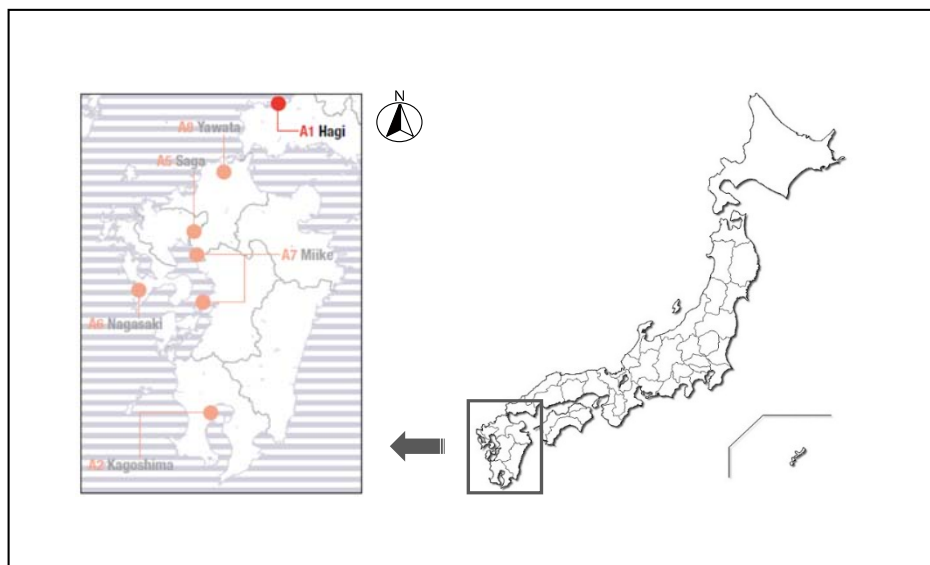 N
A1 Hagi
A8 Yawata
A5 Saga
A7 Miike
A6 Nagasaki
A2 Kagoshima